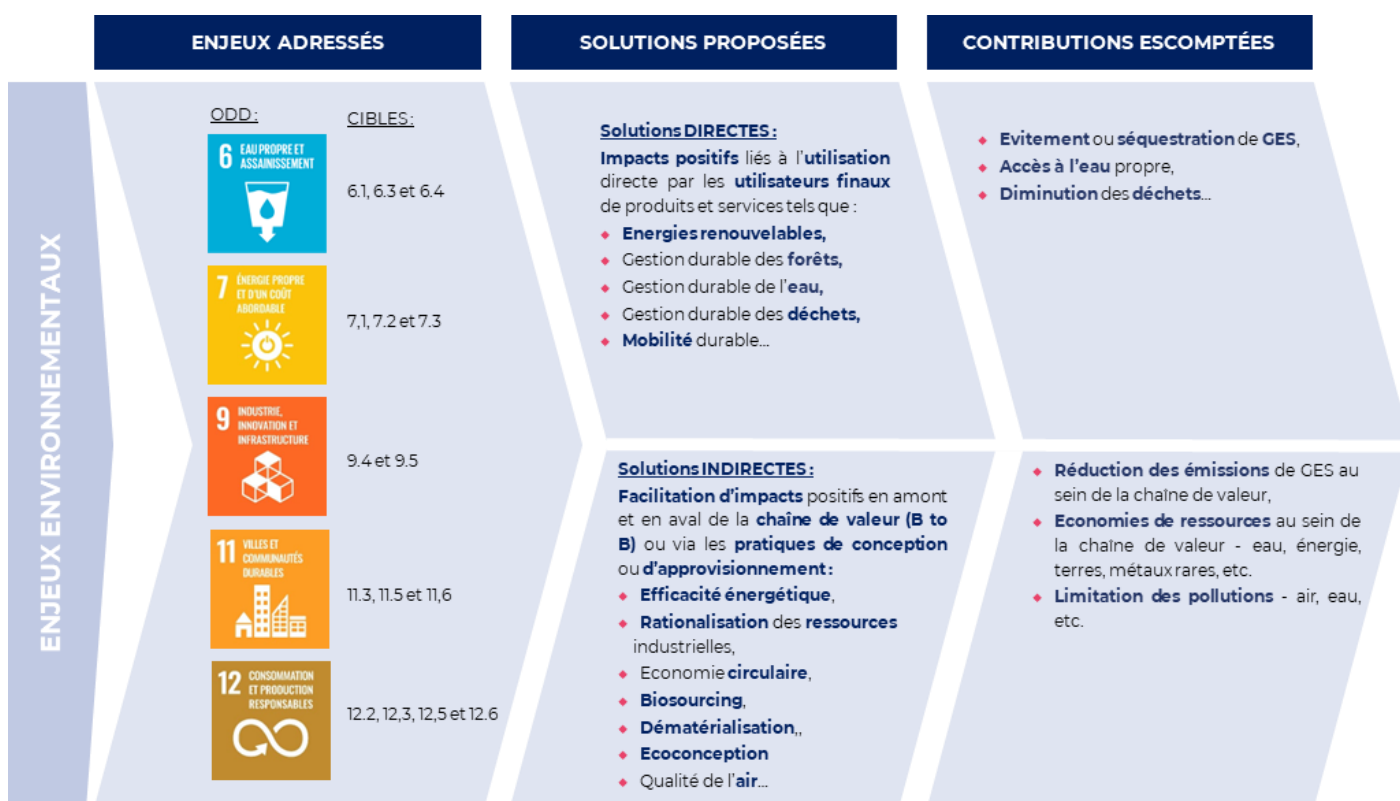 ENJEUX ADRESSÉS
SOLUTIONS PROPOSÉES
CONTRIBUTIONS ESCOMPTÉES
ENJEUX ENVIRONNEMENTAUX
ODD:
CIBLES:
6 EAU PROPRE ET
ASSAINISSEMENT
6.1, 6.3 et 6.4
7 ÉNERGIE PROPRE
ET D'UN COÛT
ABORDABLE
7,1, 7.2 et 7.3
9 INDUSTRIE,
INNOVATION ET
INFRASTRUCTURE
9.4 et 9.5
11 VILLES ET
COMMUNAUTÉS
DURABLES
11.3, 11.5 et 11,6
12 CONSOMMATION
ET PRODUCTION
RESPONSABLES
12.2, 12,3, 12,5 et 12.6
Solutions DIRECTES :
Impacts positifs liés à l'utilisation
directe par les utilisateurs finaux
de produits et services tels que :
Energies renouvelables,
Gestion durable des forêts,
Gestion durable de l'eau,
Gestion durable des déchets,
Mobilité durable...
Solutions INDIRECTES :
Facilitation d'impacts positifs en amont
et en aval de la chaîne de valeur (B to
B) ou via les pratiques de conception
ou d'approvisionnement :
Efficacité énergétique,
Rationalisation des ressources
industrielles,
Economie circulaire,
Biosourcing,
Dématérialisation,,
Ecoconception
Qualité de l'air...
Evitement ou séquestration de GES,
Accès à l'eau propre,
Diminution des déchets...
Réduction des émissions de GES au
sein de la chaîne de valeur,
Economies de ressources au sein de
la chaîne de valeur - eau, énergie,
terres, métaux rares, etc.
Limitation des pollutions - air, eau,
etc.